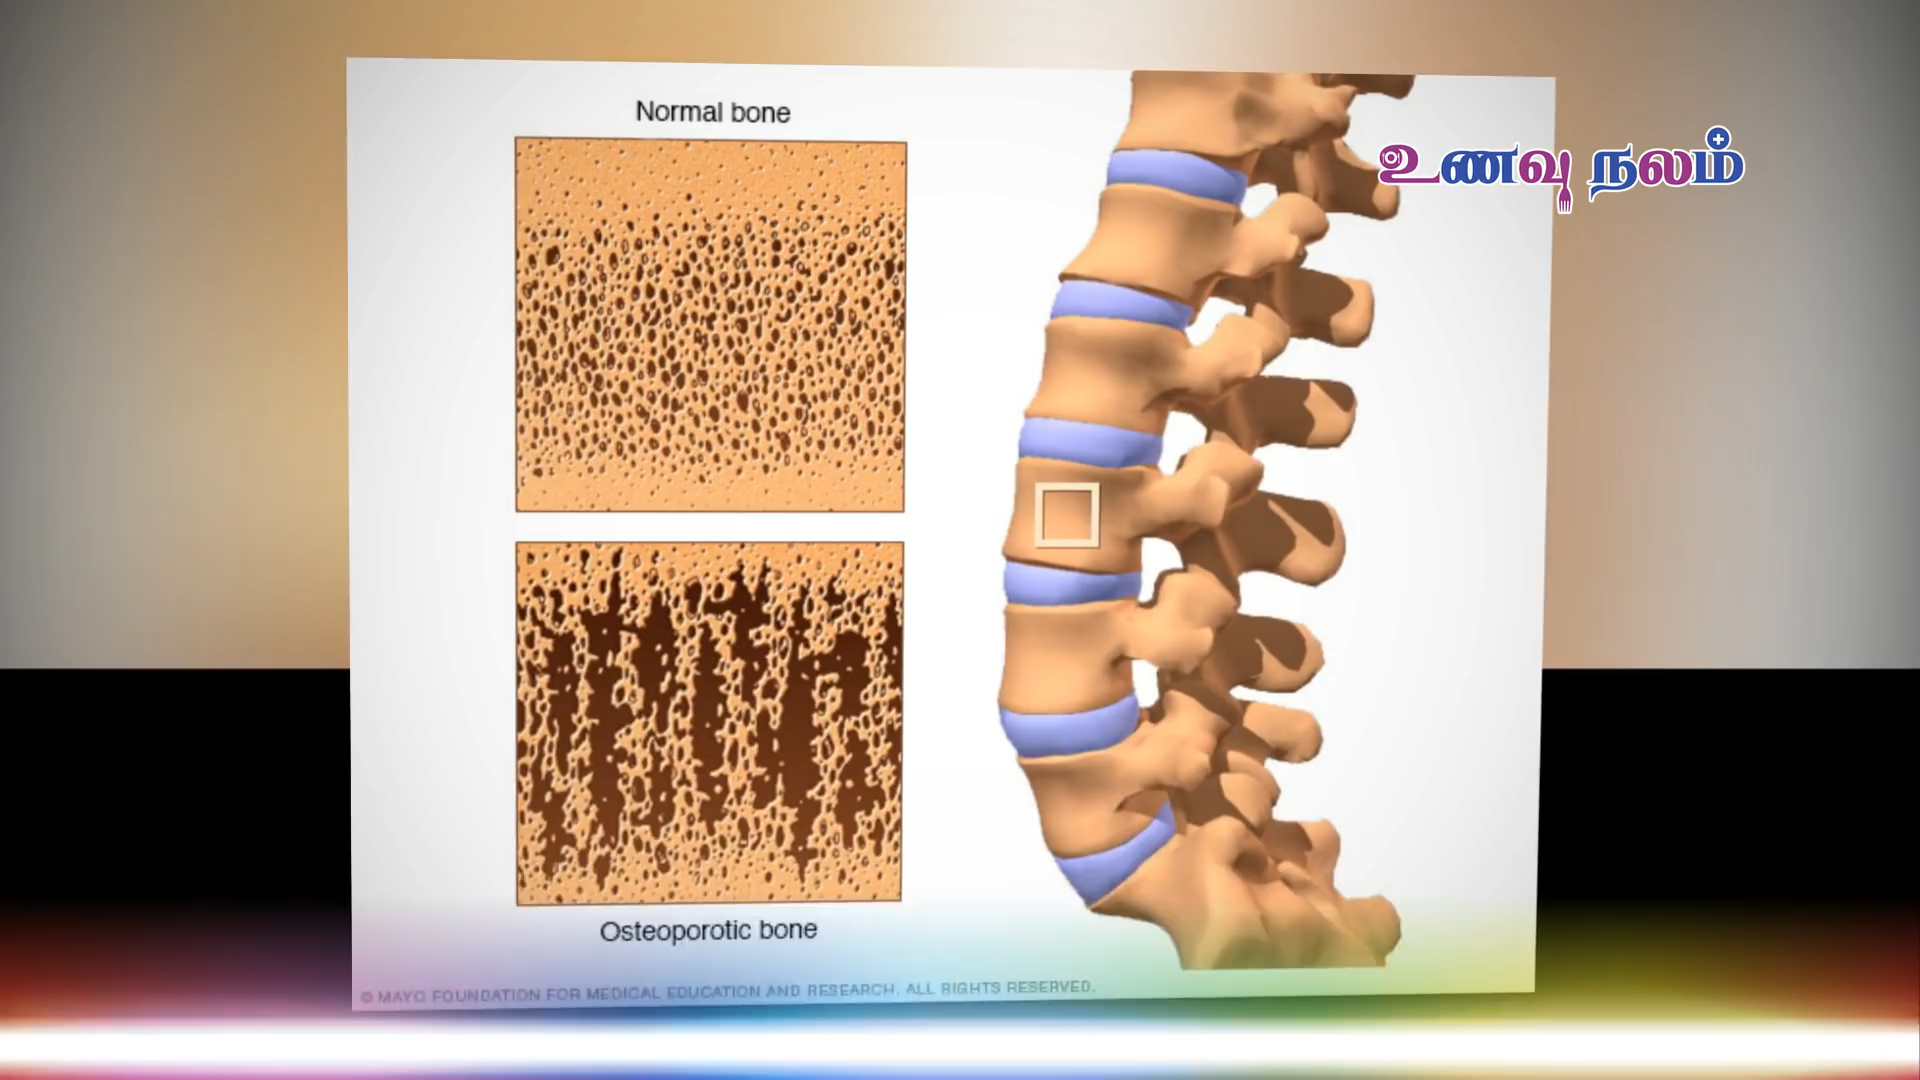 Normal bone
உணவு நலம்
Osteoporotic bone
© MAYO FOUNDATION FOR MEDICAL EDUCATION AND RESEARCH. ALL RIGHTS RESERVED.